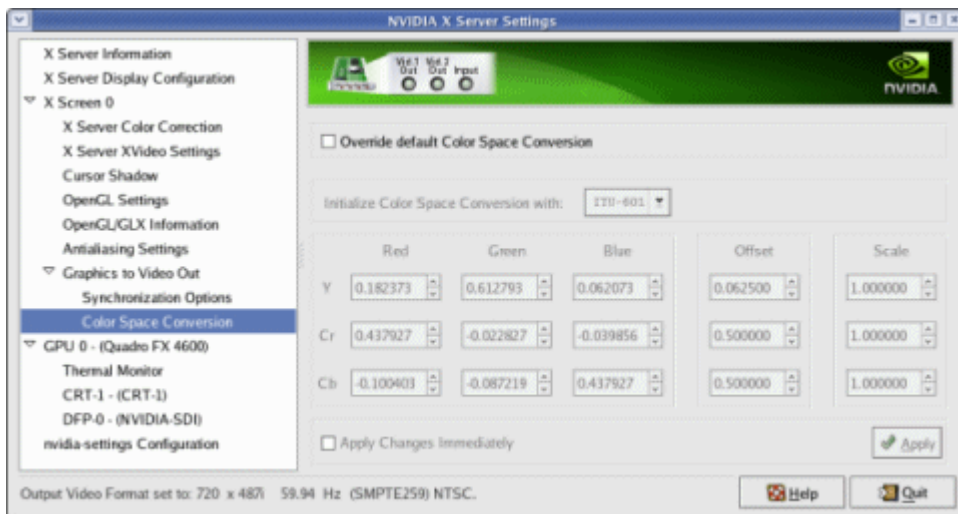 NVIDIA X Server Settings
X Server Information
X Server Display Configuration
X Screen 0
X Server Color Correction
X Server XVideo Settings
Cursor Shadow
OpenGL Settings
OpenGL/GLX Information
Antialiasing Settings
Graphics to Video Out
Synchronization Options
Color Space Conversion
GPU 0 - (Quadro FX 4600)
Thermal Monitor
CRT-1 - (CRT-1)
DFP-0 - (NVIDIA-SDI)
nvidia-settings Configuration
Vid.1 Out Vid.2 Out Input
NVIDIA
Override default Color Space Conversion
Initialize Color Space Conversion with: ITU-601
Red Green Blue Offset Scale
Y 0.182373 0.612793 0.062073 0.062500 1.000000
Cr 0.437927 -0.022827 -0.039856 0.500000 1.000000
Cb -0.100403 -0.087219 0.437927 0.500000 1.000000
Apply Changes Immediately Apply
Output Video Format set to: 720 x 487i 59.94 Hz (SMPTE259) NTSC. Help Quit